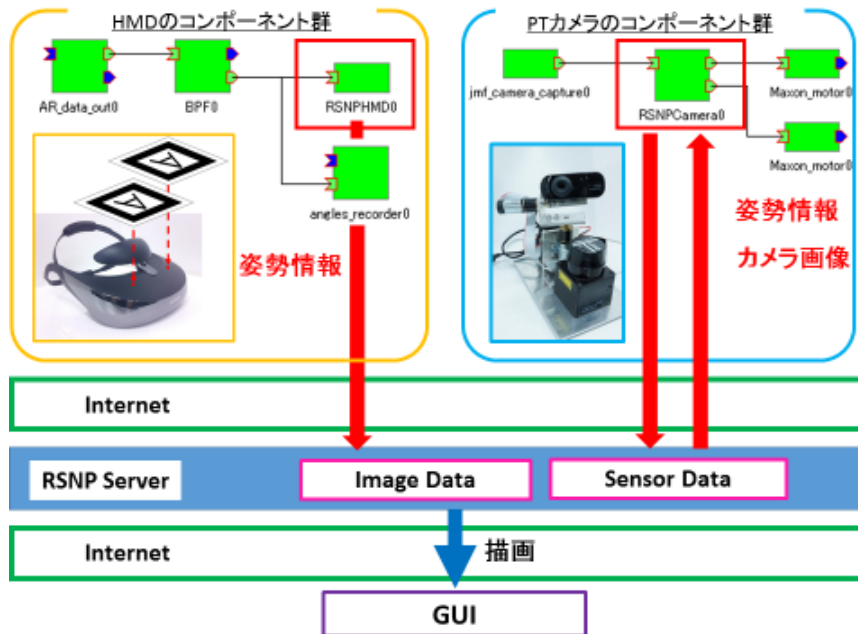 HMDのコンポーネント群
AR_data_out0
BPF0
RSNPHMD0
angles_recorder0
姿勢情報
PTカメラのコンポーネント群
jmf_camera_capture0
RSNPCamera0
Maxon_motor0
Maxon_motor0
姿勢情報
カメラ画像
Internet
RSNP Server
Image Data
Sensor Data
Internet
描画
GUI